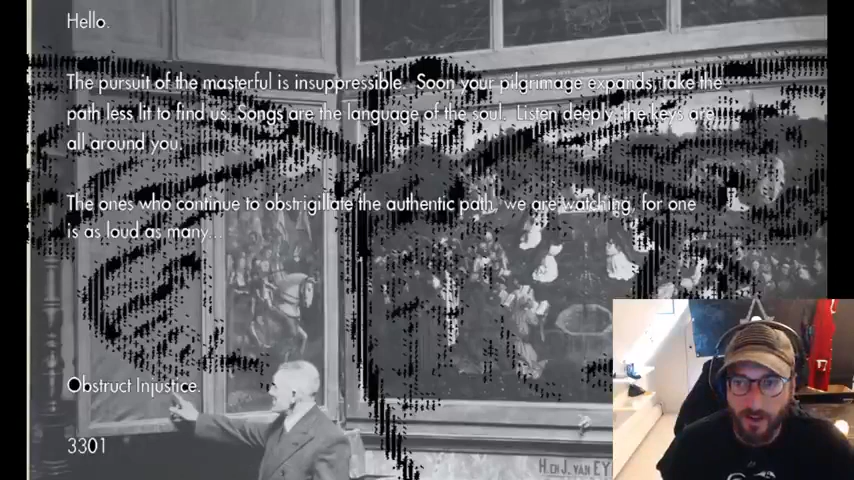 Hello.
The pursuit of the masterful is insuppressible. Soon your pilgrimage expands, take the
path less lit to find us. Songs are the language of the soul. Listen deeply, the keys are
all around you.
The ones who continue to obstrigillate the authentic path, we are watching, for one
is as loud as many...
Obstruct Injustice.
3301
H. EN J. VAN EY